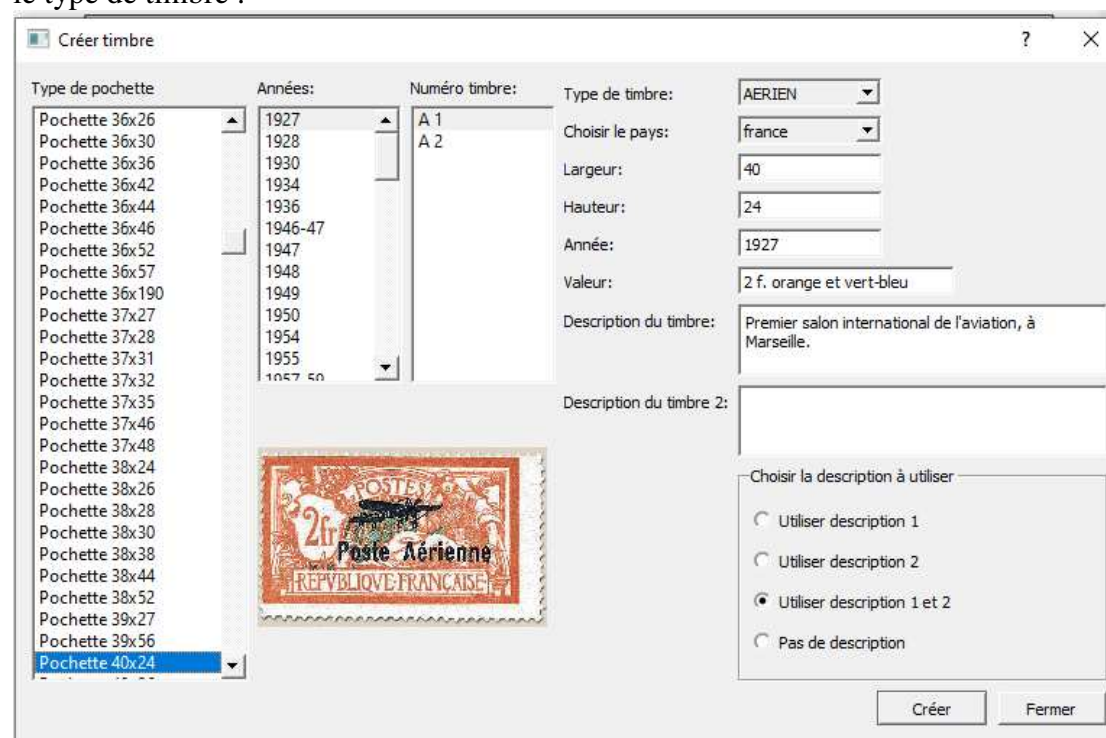 le type de timbre :
Créer timbre
?
Type de pochette
Pochette 36x26
Pochette 36x30
Pochette 36x36
Pochette 36x42
Pochette 36x44
Pochette 36x46
Pochette 36x52
Pochette 36x57
Pochette 36x190
Pochette 37x27
Pochette 37x28
Pochette 37x31
Pochette 37x32
Pochette 37x35
Pochette 37x46
Pochette 37x48
Pochette 38x24
Pochette 38x26
Pochette 38x28
Pochette 38x30
Pochette 38x38
Pochette 38x44
Pochette 38x52
Pochette 39x27
Pochette 39x56
Pochette 40x24
Années:
1927
1928
1930
1934
1936
1946-47
1947
1948
1949
1950
1954
1955
1957-59
Numéro timbre:
A 1
A 2
POSTES
2fr
Poste Aérienne
REPVBLIQVE FRANÇAISE
Type de timbre:
AERIEN
Choisir le pays:
france
Largeur:
40
Hauteur:
24
Année:
1927
Valeur:
2 f. orange et vert-bleu
Description du timbre:
Premier salon international de l'aviation, à
Marseille.
Description du timbre 2:
Choisir la description à utiliser
Utiliser description 1
Utiliser description 2
Utiliser description 1 et 2
Pas de description
Créer
Fermer